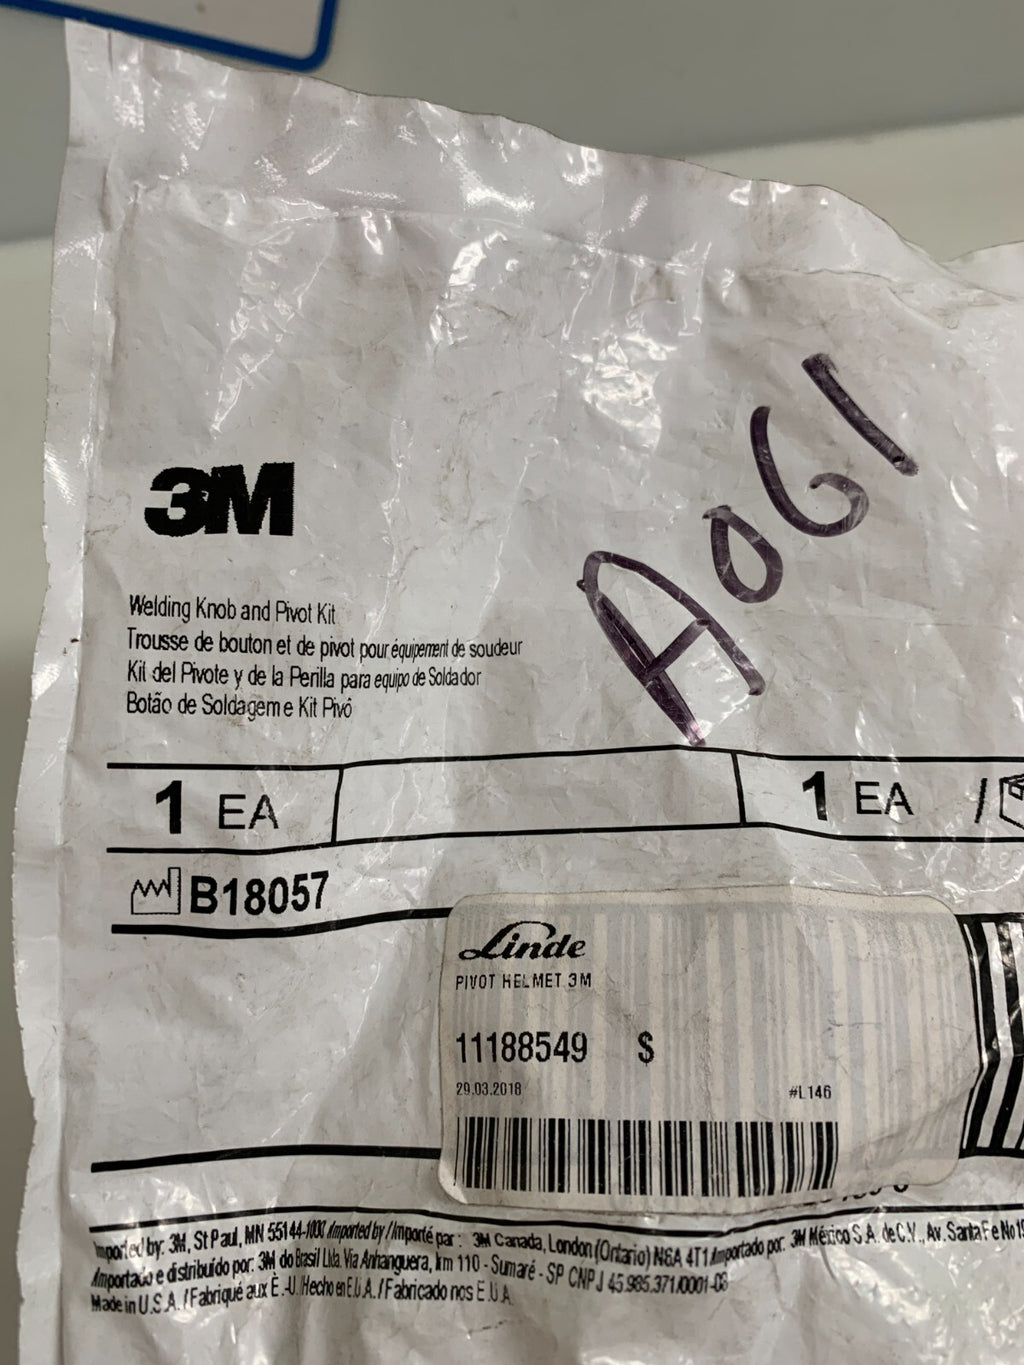 A061
3M
Welding Knob and Pivot Kit
Trousse de bouton et de pivot pour équipement de soudeur
Kit del Pivote y de la Perilla para equipo de Soldador
Botão de Soldagem e Kit Pivô
1 EA 1 EA /
B18057
Linde
PIVOT HELMET 3M
11188549 $
29.03.2018 #L146
Imported by: 3M, St Paul, MN 55144-1000 /Imported by / Importé par : 3M Canada, London (Ontario) N6A 4T1 /Importado por: 3M México S.A. de C.V., Av. Santa Fe No
/Importado e distribuído por: 3M do Brasil Ltda. Via Anhanguera, km 110 - Sumaré - SP CNPJ 45.985.371/0001-08
Made in U.S.A. / Fabriqué aux É.-U. /Hecho en E.U.A. / Fabricado nos E.U.A.